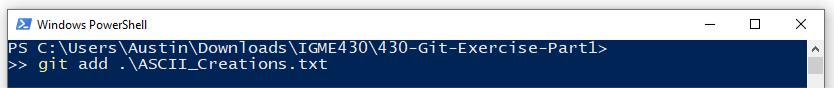 Windows PowerShell
PS C:\Users\Austin\Downloads\IGME430\430-Git-Exercise-Part1>
>> git add .\ASCII_Creations.txt